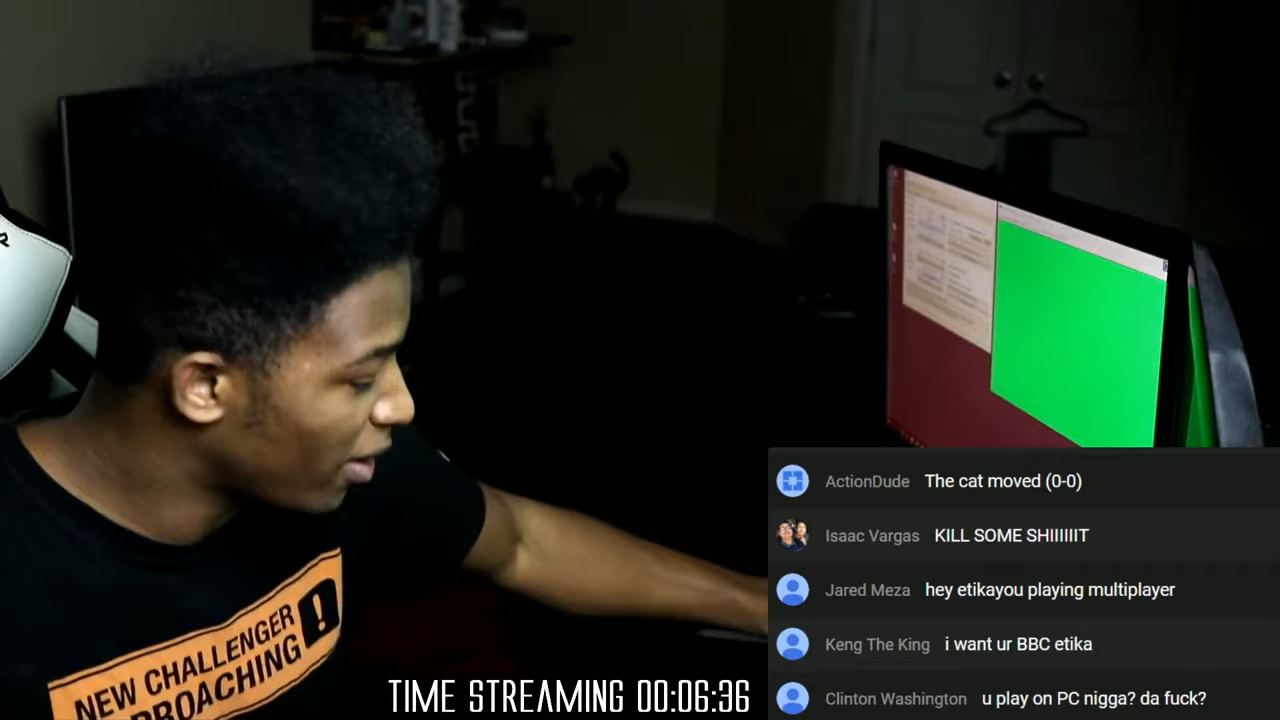 NEW CHALLENGER
PROACHING!
ActionDude The cat moved (0-0)
Isaac Vargas KILL SOME SHIIIIIT
Jared Meza hey etikayou playing multiplayer
Keng The King i want ur BBC etika
Clinton Washington u play on PC nigga? da fuck?
TIME STREAMING 00:06:36